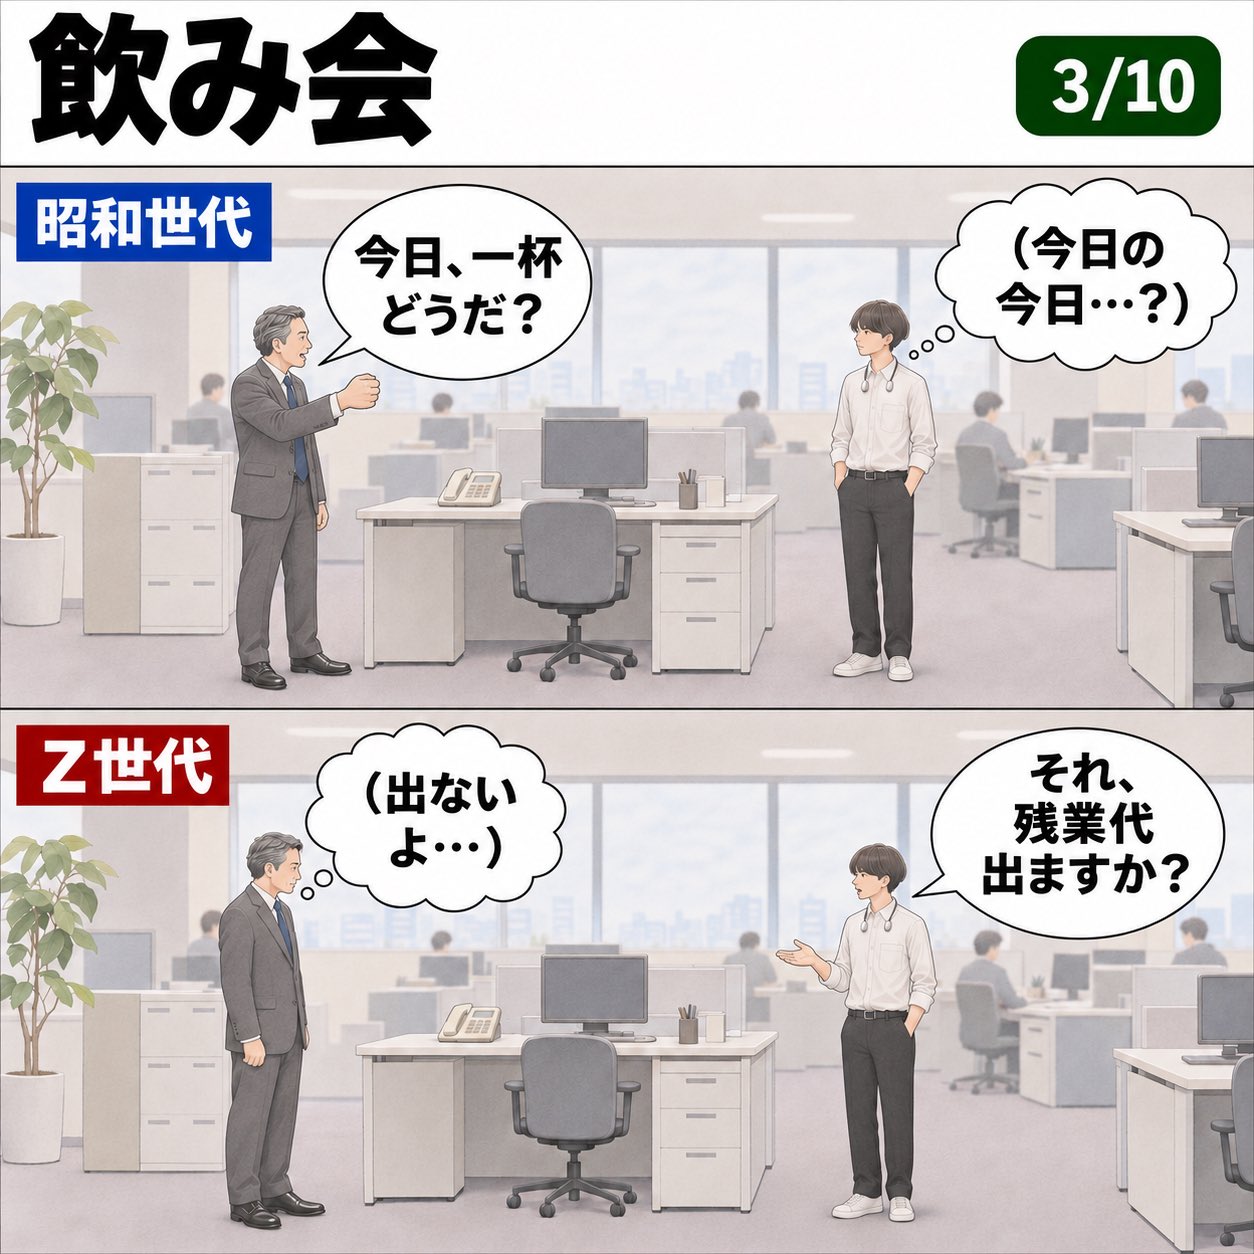 飲み会
3/10
昭和世代
今日、一杯
どうだ？
（今日の
今日…？）
Z世代
（出ない
よ…）
それ、
残業代
出ますか？